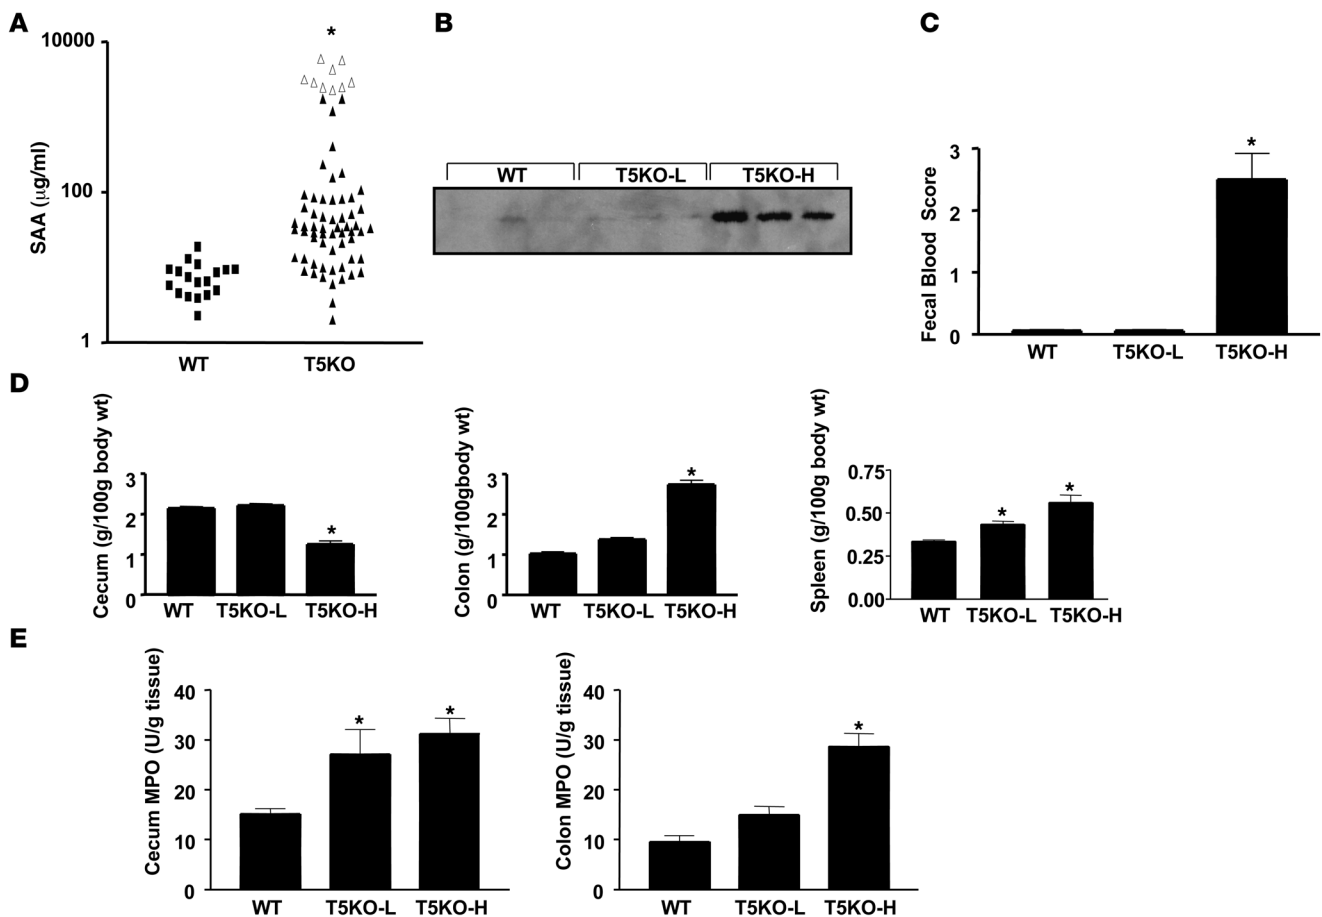 A
B
C
*
10000
100
1
SAA (µg/ml)
WT
T5KO
WT
T5KO-L
T5KO-H
*
3
2
1
0
Fecal Blood Score
WT
T5KO-L
T5KO-H
D
Cecum (g/100g body wt)
3
2
1
0
*
WT
T5KO-L
T5KO-H
Colon (g/100gbody wt)
3
2
1
0
*
WT
T5KO-L
T5KO-H
Spleen (g/100g body wt)
0.75
0.50
0.25
0.00
*
*
WT
T5KO-L
T5KO-H
E
Cecum MPO (U/g tissue)
40
30
20
10
0
*
*
WT
T5KO-L
T5KO-H
Colon MPO (U/g tissue)
40
30
20
10
0
*
WT
T5KO-L
T5KO-H